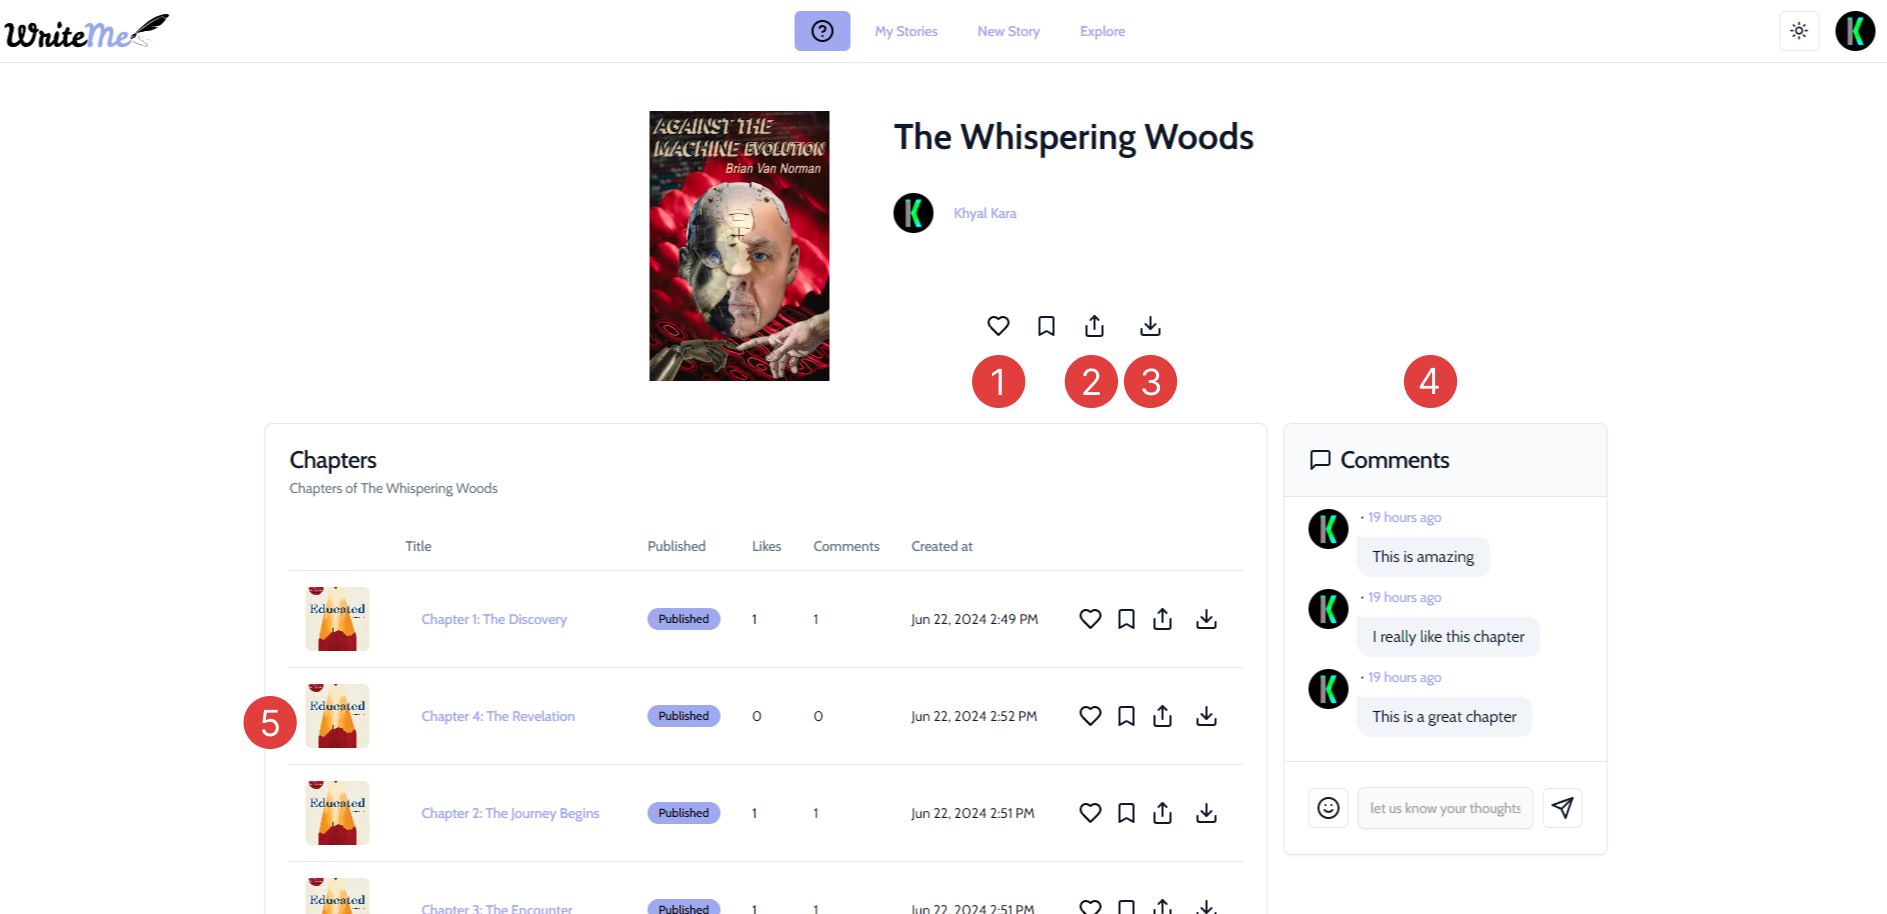 WriteMe
My Stories
New Story
Explore
AGAINST THE
MACHINE EVOLUTION
Brian Van Norman
The Whispering Woods
Khyal Kara
1
2
3
4
5
Chapters
Chapters of The Whispering Woods
Title Published Likes Comments Created at
Educated
Chapter 1: The Discovery Published 1 1 Jun 22, 2024 2:49 PM
Educated
Chapter 4: The Revelation Published 0 0 Jun 22, 2024 2:52 PM
Educated
Chapter 2: The Journey Begins Published 1 1 Jun 22, 2024 2:51 PM
Educated
Chapter 3: The Encounter Published 1 1 Jun 22, 2024 2:51 PM
Comments
· 19 hours ago
This is amazing
· 19 hours ago
I really like this chapter
· 19 hours ago
This is a great chapter
let us know your thoughts